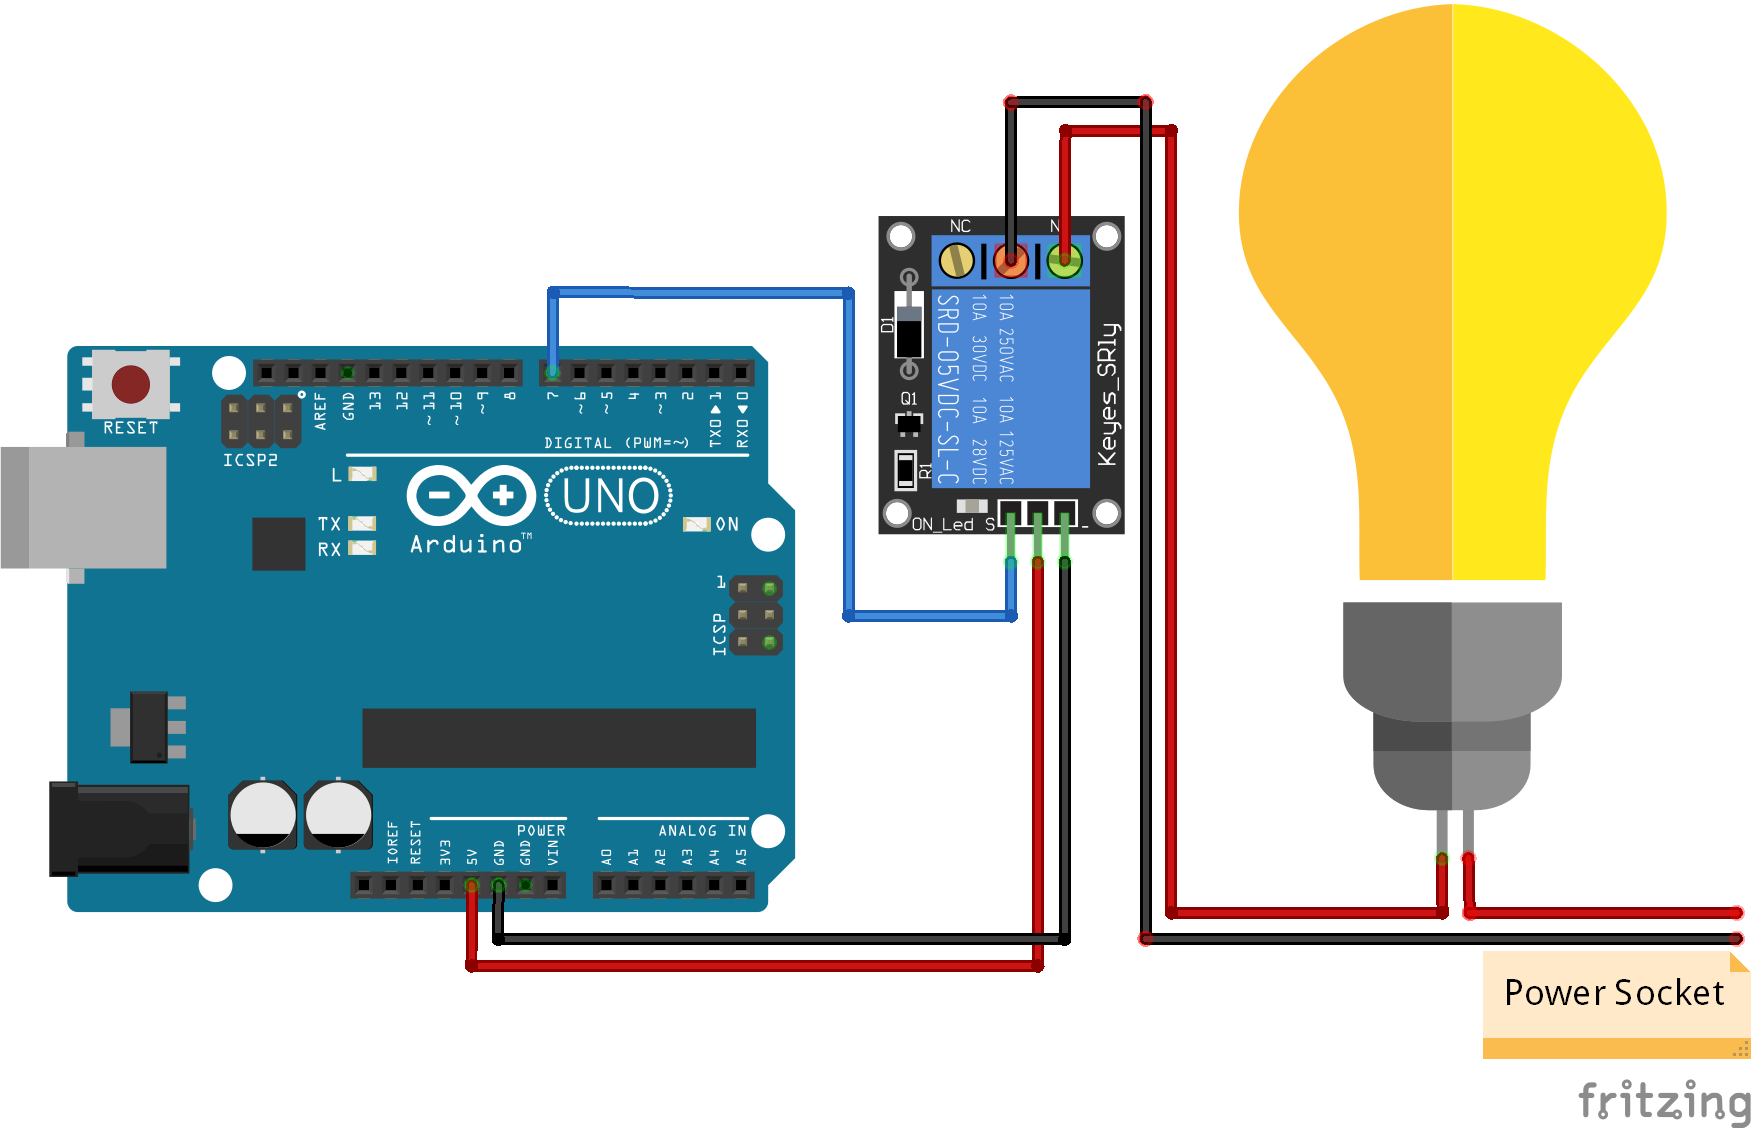 NC
N
D1
Q1
R1
SRD-05VDC-SL-C
10A 30VDC 10A 28VDC
10A 250VAC 10A 125VAC
Keyes_SRly
ON_Led S
-
RESET
ICSP2
AREF
GND
13
12
~11
~10
~9
8
7
~6
~5
4
~3
2
TX0▶1
RX0◀0
DIGITAL (PWM=~)
L
TX
RX
UNO
Arduino™
ON
1
ICSP
IOREF
RESET
3V3
5V
GND
GND
VIN
POWER
ANALOG IN
A0
A1
A2
A3
A4
A5
Power Socket
fritzing